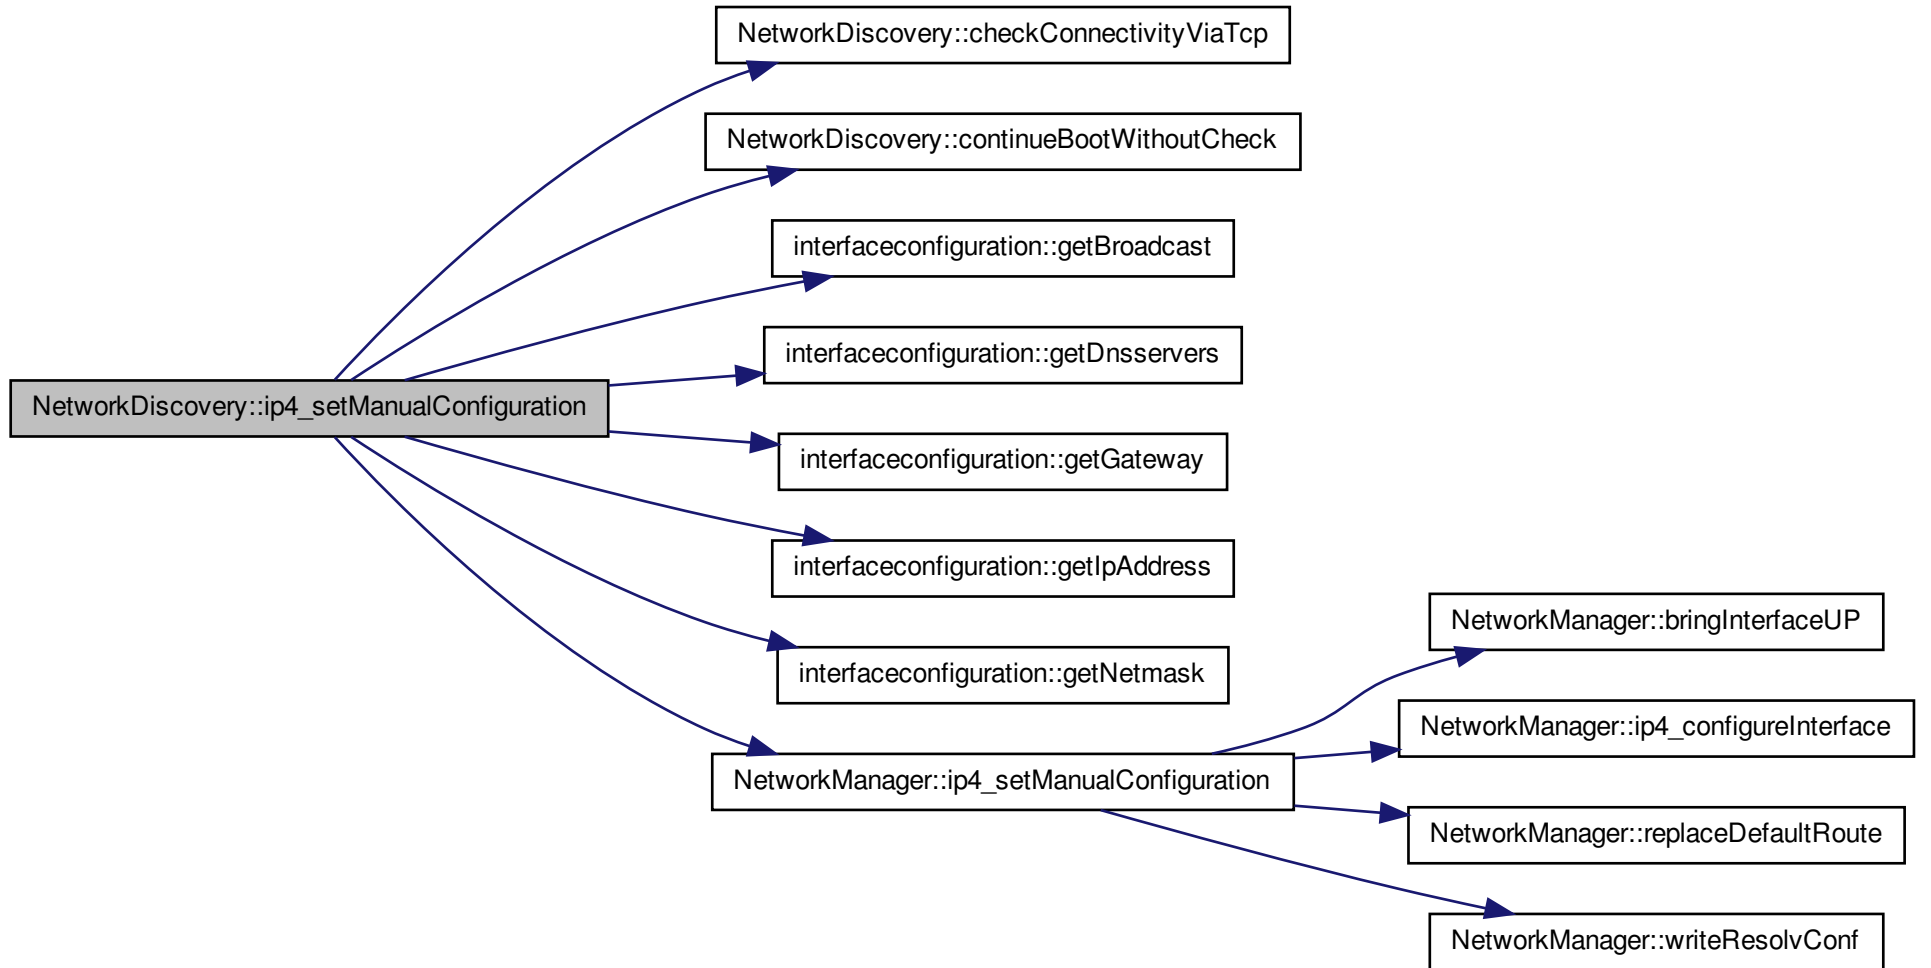 NetworkDiscovery::checkConnectivityViaTcp
NetworkDiscovery::continueBootWithoutCheck
interfaceconfiguration::getBroadcast
interfaceconfiguration::getDnsservers
NetworkDiscovery::ip4_setManualConfiguration
interfaceconfiguration::getGateway
interfaceconfiguration::getIpAddress
NetworkManager::bringInterfaceUP
interfaceconfiguration::getNetmask
NetworkManager::ip4_configureInterface
NetworkManager::ip4_setManualConfiguration
NetworkManager::replaceDefaultRoute
NetworkManager::writeResolvConf